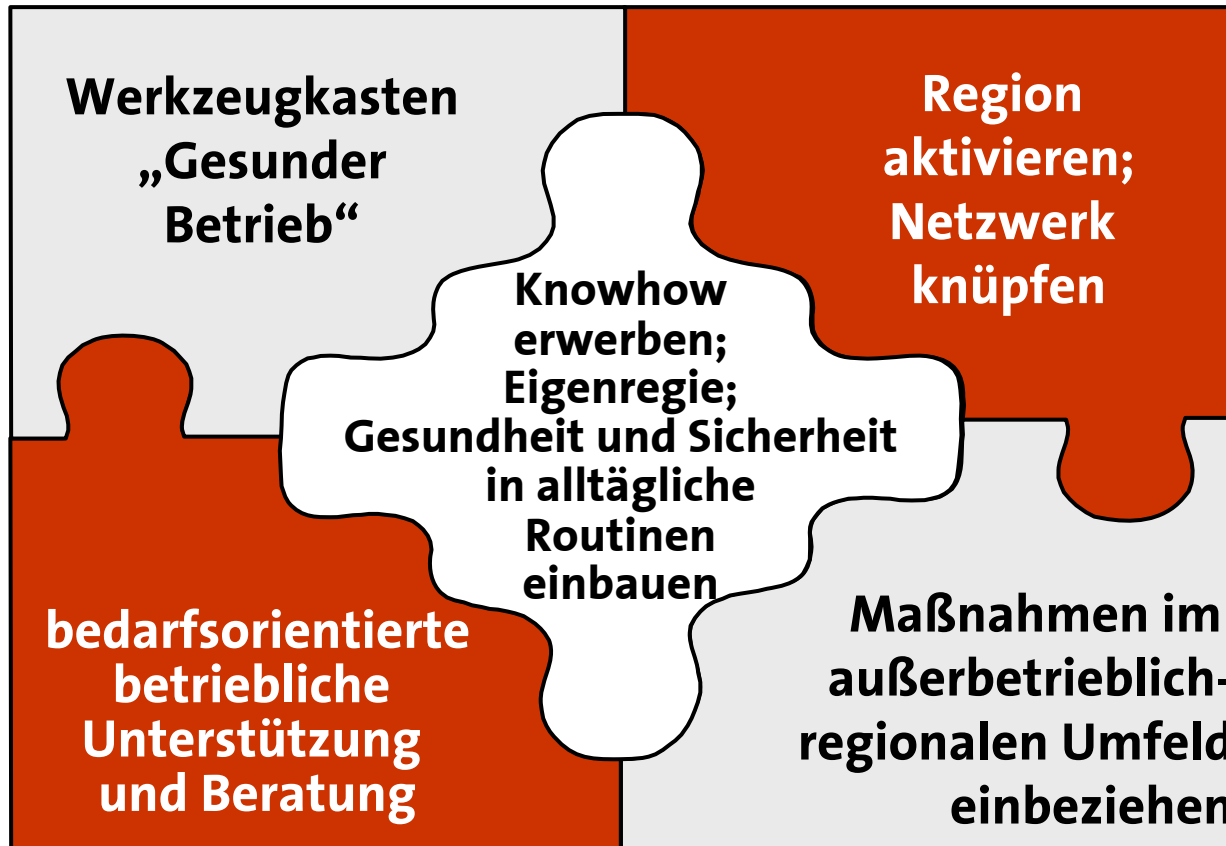 Werkzeugkasten
„Gesunder
Betrieb“
Region
aktivieren;
Netzwerk
knüpfen
Knowhow
erwerben;
Eigenregie;
Gesundheit und Sicherheit
in alltägliche
Routinen
einbauen
bedarfsorientierte
betriebliche
Unterstützung
und Beratung
Maßnahmen im
außerbetrieblich-
regionalen Umfeld
einbeziehen